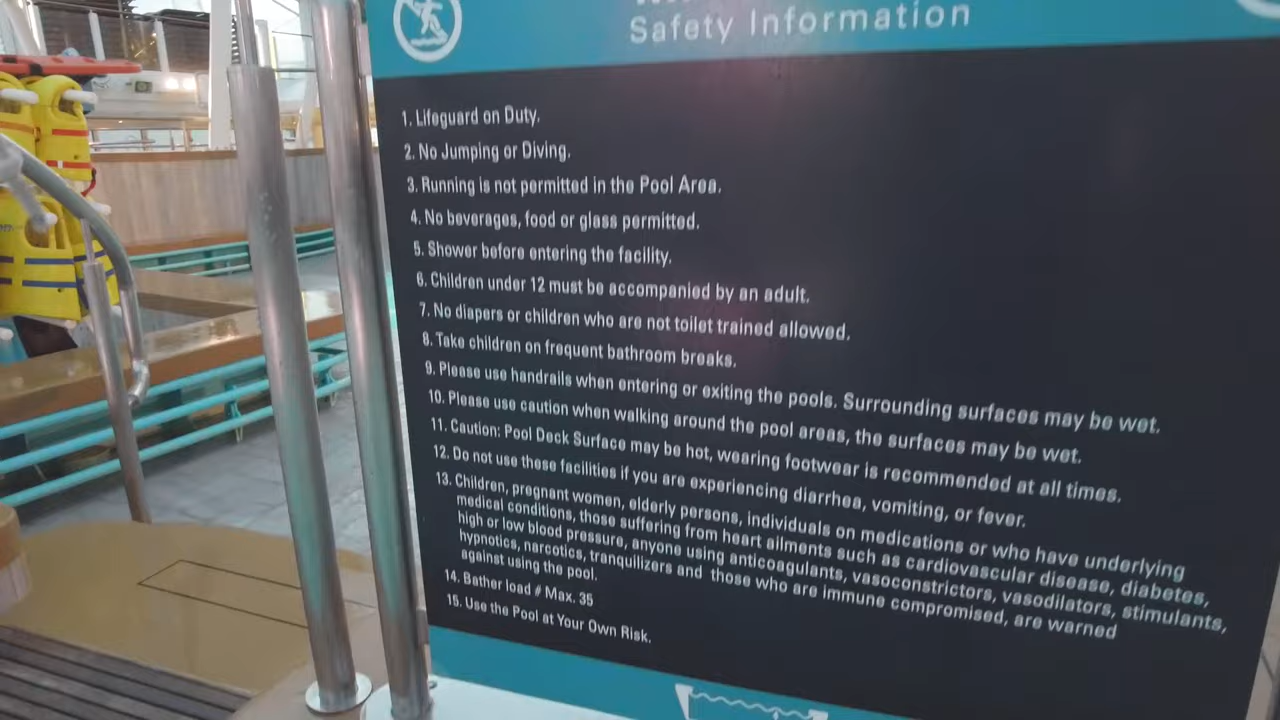 Safety Information
1. Lifeguard on Duty.
2. No Jumping or Diving.
3. Running is not permitted in the Pool Area.
4. No beverages, food or glass permitted.
5. Shower before entering the facility.
6. Children under 12 must be accompanied by an adult.
7. No diapers or children who are not toilet trained allowed.
8. Take children on frequent bathroom breaks.
9. Please use handrails when entering or exiting the pools. Surrounding surfaces may be wet.
10. Please use caution when walking around the pool areas, the surfaces may be wet.
11. Caution: Pool Deck Surface may be hot, wearing footwear is recommended at all times.
12. Do not use these facilities if you are experiencing diarrhea, vomiting, or fever.
13. Children, pregnant women, elderly persons, individuals on medications or who have underlying
medical conditions, those suffering from heart ailments such as cardiovascular disease, diabetes,
high or low blood pressure, anyone using anticoagulants, vasoconstrictors, vasodilators, stimulants,
hypnotics, narcotics, tranquilizers and those who are immune compromised, are warned
against using the pool.
14. Bather load # Max. 35
15. Use the Pool at Your Own Risk.